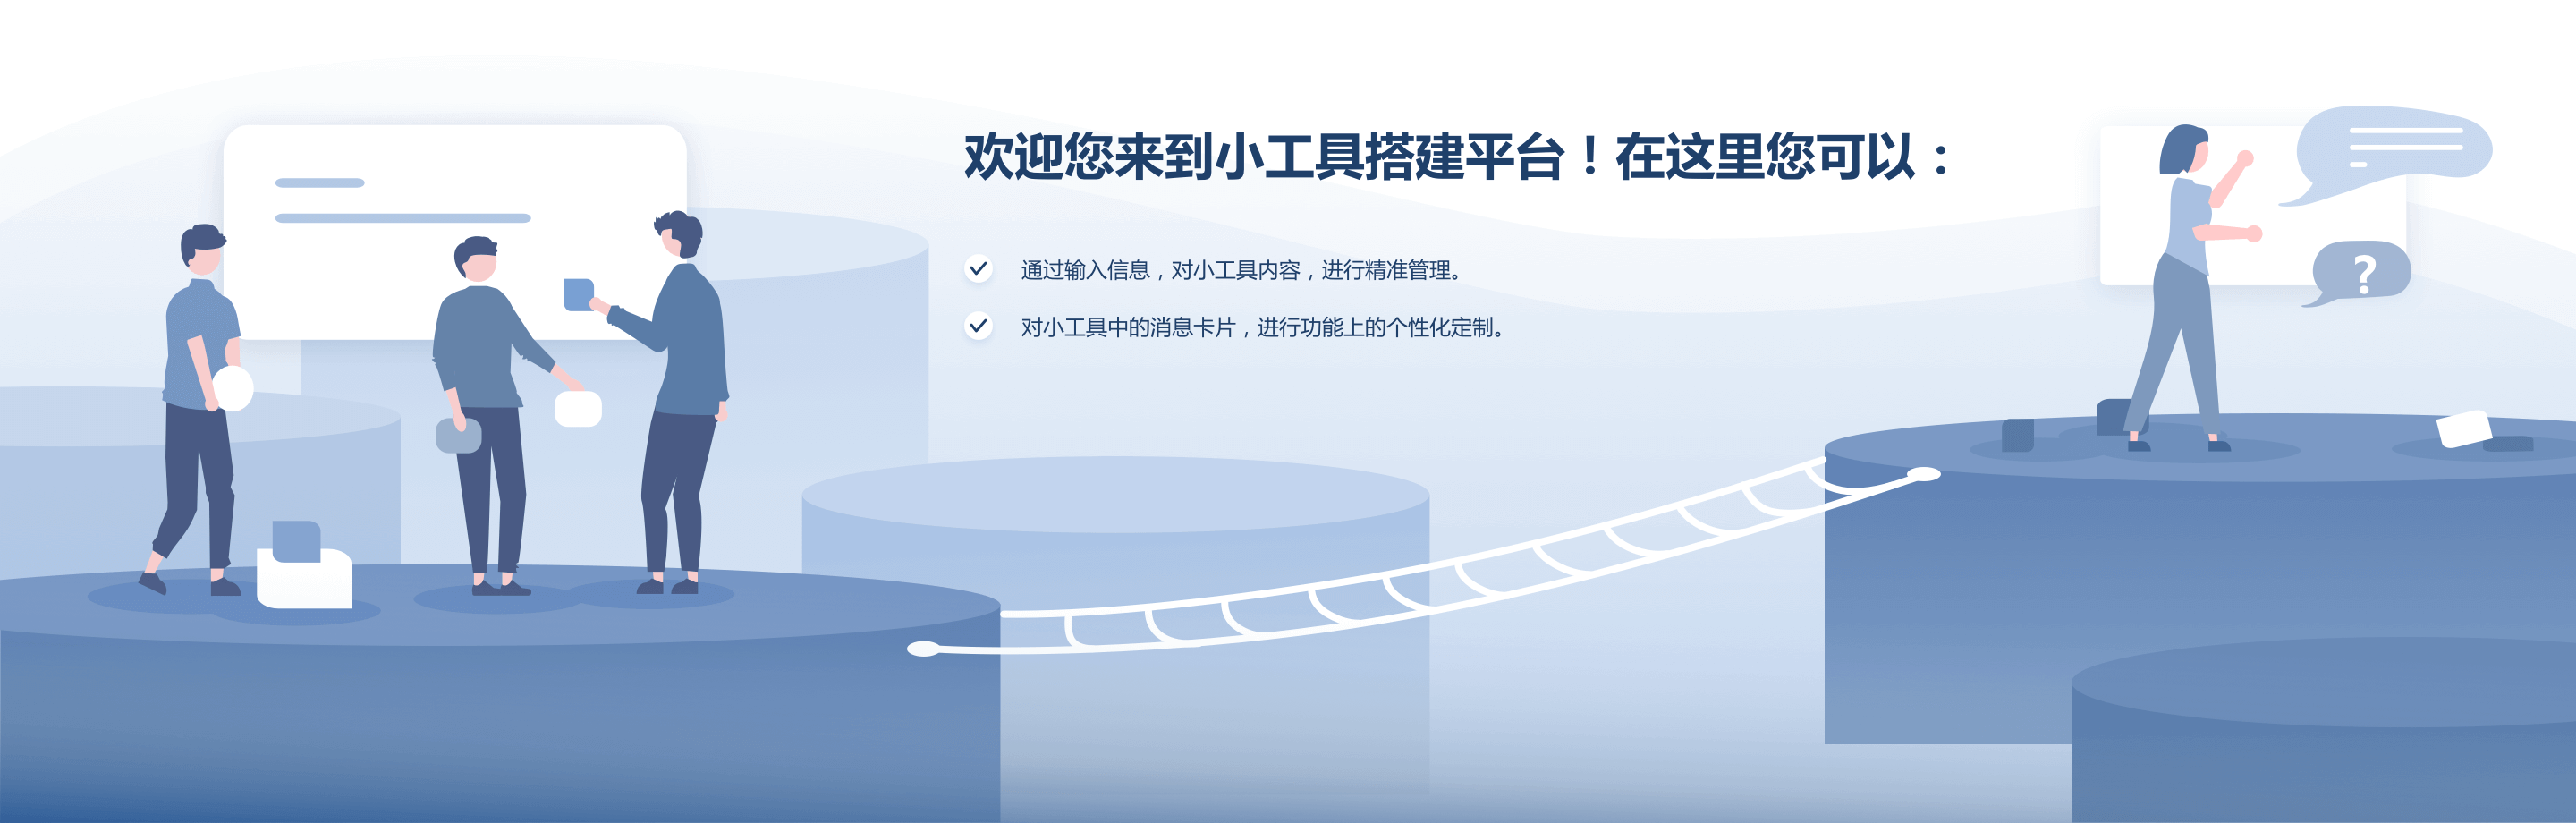 欢迎您来到小工具搭建平台！在这里您可以：
通过输入信息，对小工具内容，进行精准管理。
对小工具中的消息卡片，进行功能上的个性化定制。
?